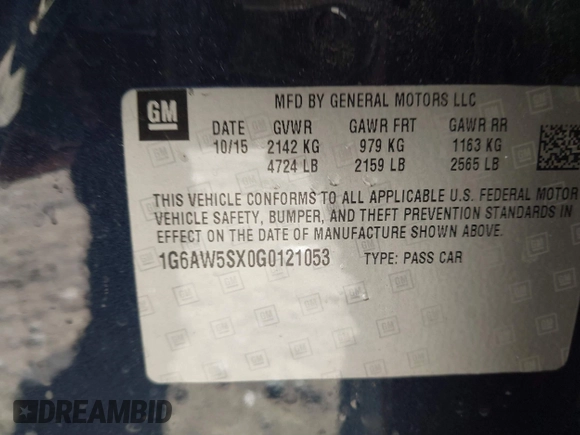 GM ® MFD BY GENERAL MOTORS LLC
DATE GVWR GAWR FRT GAWR RR
10/15 2142 KG 979 KG 1163 KG
4724 LB 2159 LB 2565 LB
THIS VEHICLE CONFORMS TO ALL APPLICABLE U.S. FEDERAL MOTOR
VEHICLE SAFETY, BUMPER, AND THEFT PREVENTION STANDARDS IN
EFFECT ON THE DATE OF MANUFACTURE SHOWN ABOVE.
1G6AW5SX0G0121053 TYPE: PASS CAR
DREAMBID